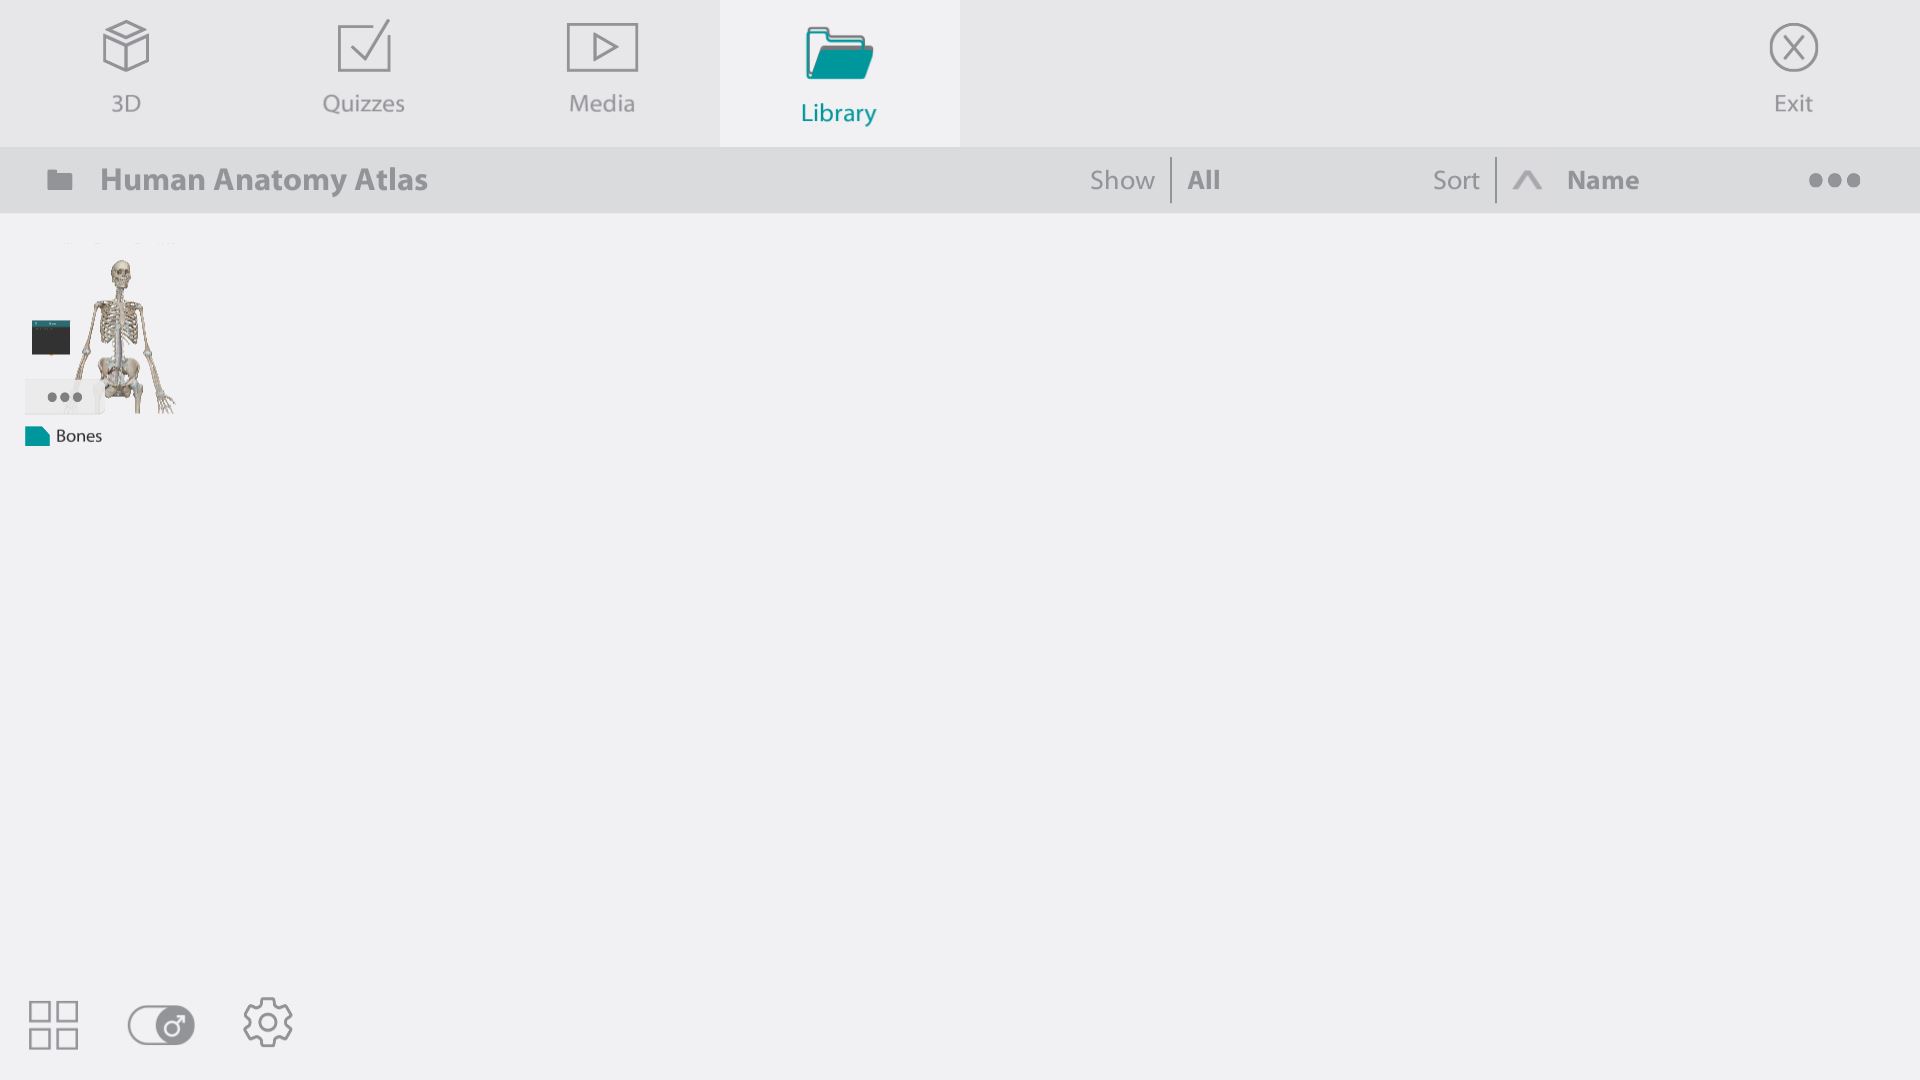 3D
Quizzes
Media
Library
Exit
Human Anatomy Atlas
Show
All
Sort
Name
Bones